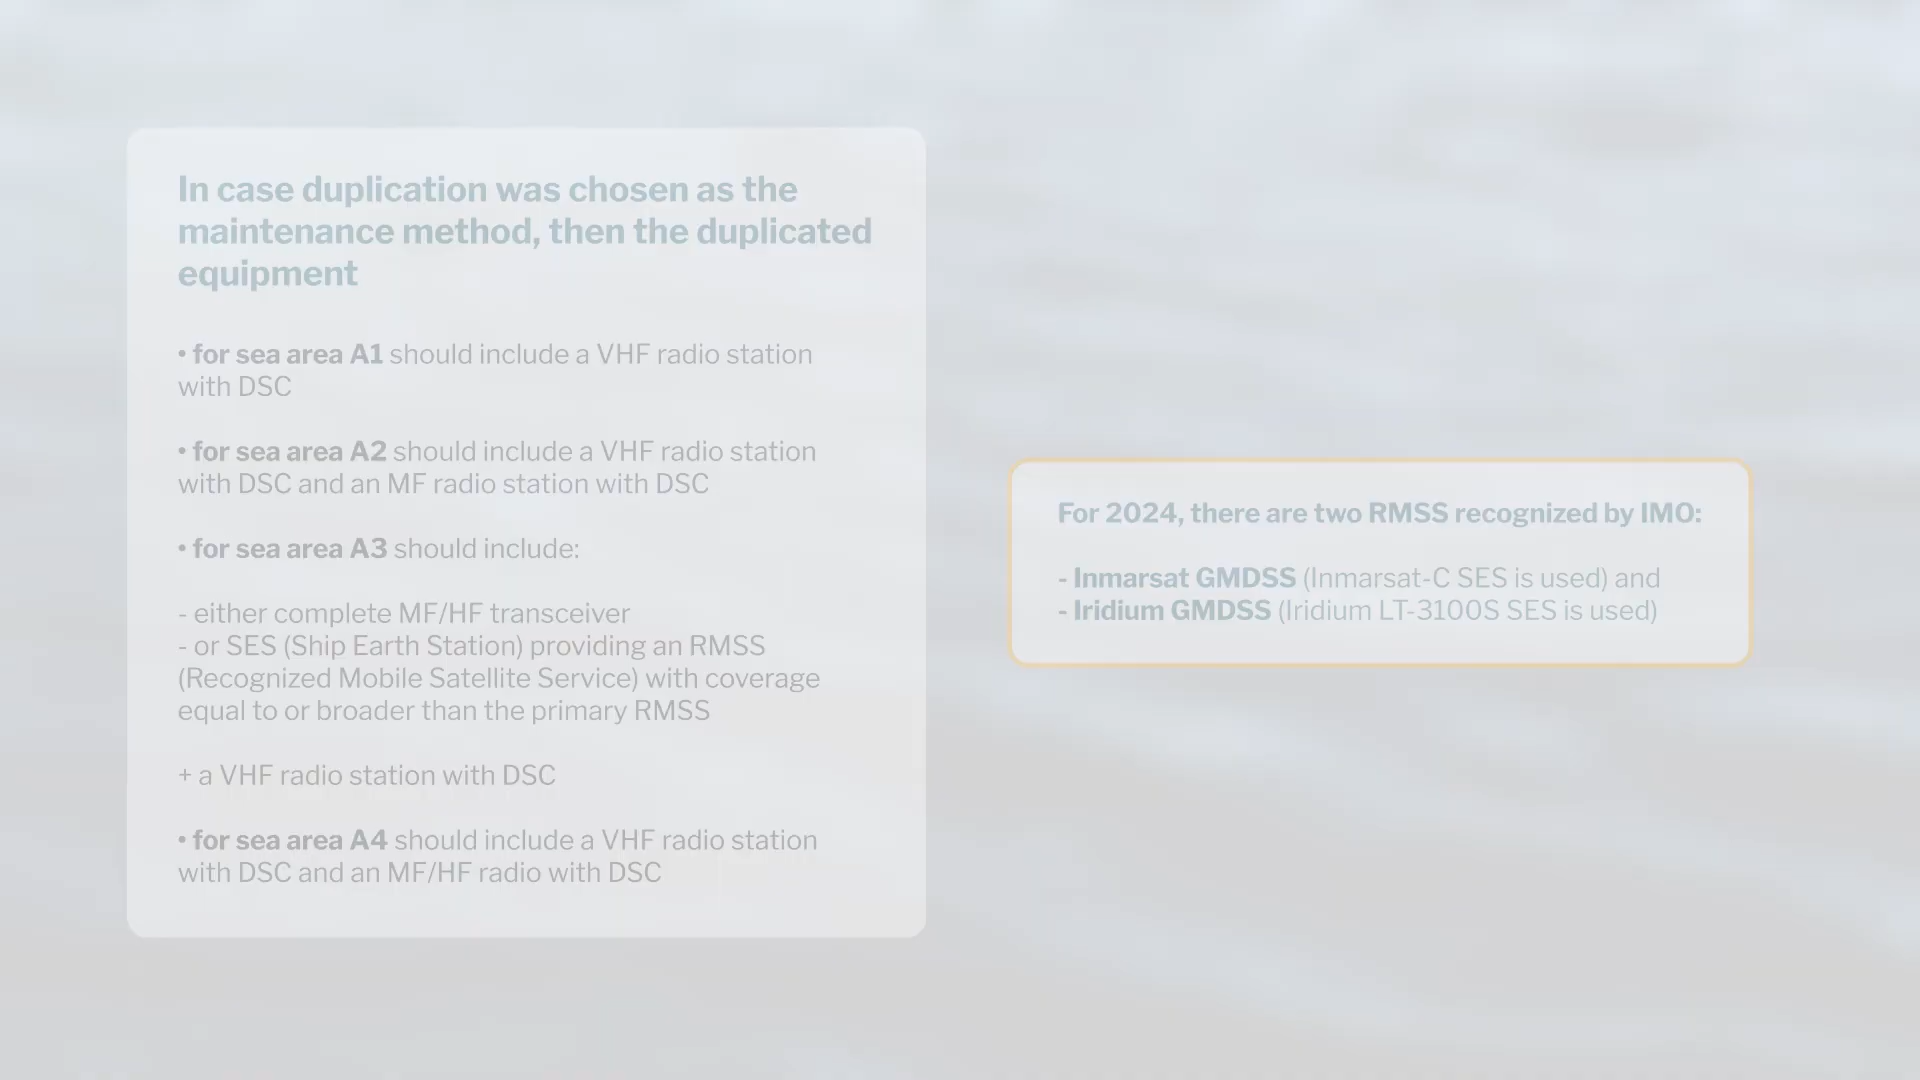 In case duplication was chosen as the
maintenance method, then the duplicated
equipment
• for sea area A1 should include a VHF radio station
with DSC
• for sea area A2 should include a VHF radio station
with DSC and an MF radio station with DSC
• for sea area A3 should include:
- either complete MF/HF transceiver
- or SES (Ship Earth Station) providing an RMSS
(Recognized Mobile Satellite Service) with coverage
equal to or broader than the primary RMSS
+ a VHF radio station with DSC
• for sea area A4 should include a VHF radio station
with DSC and an MF/HF radio with DSC
For 2024, there are two RMSS recognized by IMO:
- Inmarsat GMDSS (Inmarsat-C SES is used) and
- Iridium GMDSS (Iridium LT-3100S SES is used)